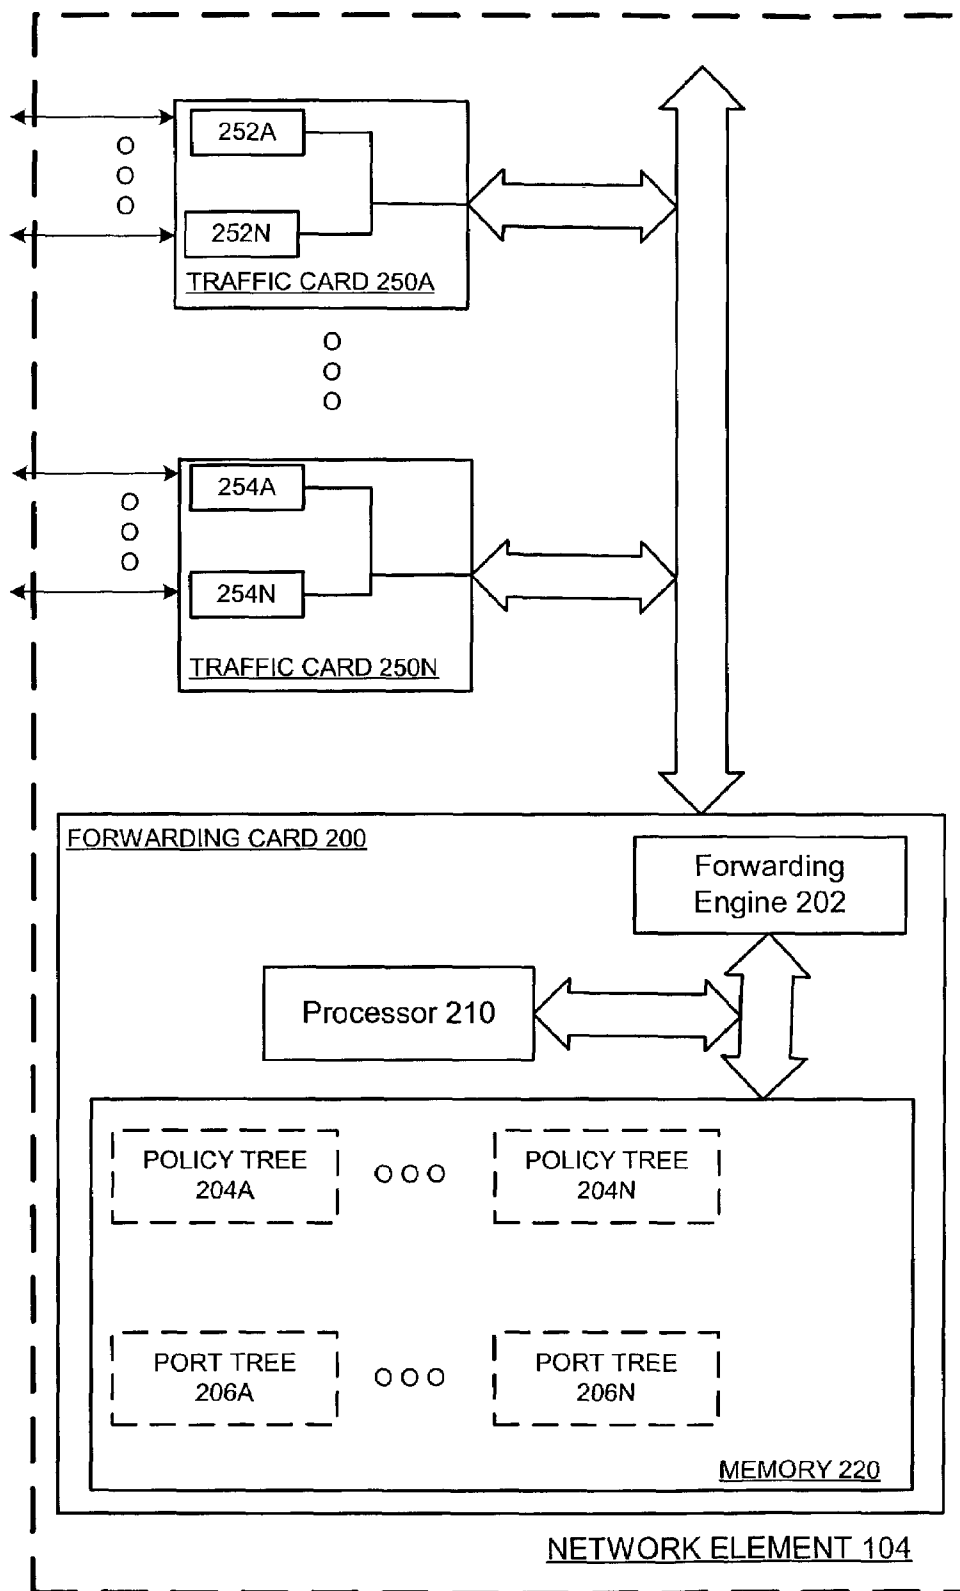 252A
252N
TRAFFIC CARD 250A
254A
254N
TRAFFIC CARD 250N
FORWARDING CARD 200
Forwarding
Engine 202
Processor 210
POLICY TREE
204A
POLICY TREE
204N
PORT TREE
206A
PORT TREE
206N
MEMORY 220
NETWORK ELEMENT 104